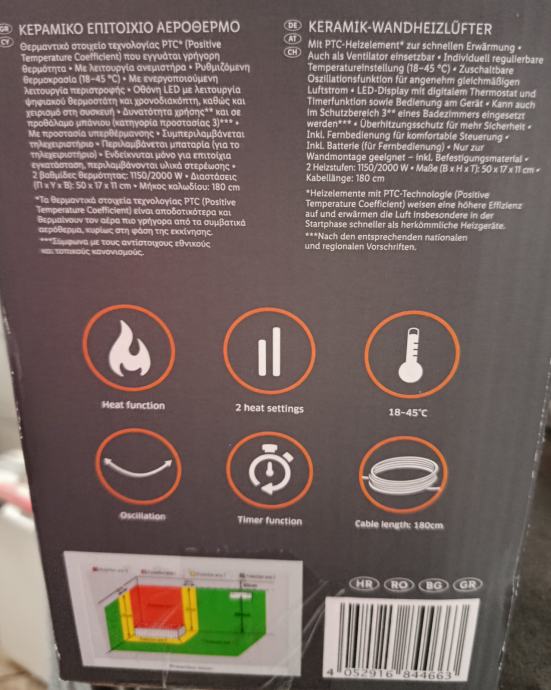 GR
CY
ΚΕΡΑΜΙΚΟ ΕΠΙΤΟΙΧΙΟ ΑΕΡΟΘΕΡΜΟ
Θερμαντικό στοιχείο τεχνολογίας PTC* (Positive
Temperature Coefficient) που εγγυάται γρήγορη
θερμότητα • Με λειτουργία ανεμιστήρα • Ρυθμιζόμενη
θερμοκρασία (18–45 °C) • Με ενεργοποιούμενη
λειτουργία περιστροφής • Οθόνη LED με λειτουργία
ψηφιακού θερμοστάτη και χρονοδιακόπτη, καθώς και
χειρισμό στη συσκευή • Δυνατότητα χρήσης** και σε
προθάλαμο μπάνιου (κατηγορία προστασίας 3)*** •
Με προστασία υπερθέρμανσης • Συμπεριλαμβάνεται
τηλεχειριστήριο • Περιλαμβάνεται μπαταρία (για το
τηλεχειριστήριο) • Ενδείκνυται μόνο για επιτοίχια
εγκατάσταση, περιλαμβάνονται υλικά στερέωσης •
2 βαθμίδες θερμότητας: 1150/2000 W • Διαστάσεις
(Π x Υ x Β): 50 x 17 x 11 cm • Μήκος καλωδίου: 180 cm
*Τα θερμαντικά στοιχεία τεχνολογίας PTC (Positive
Temperature Coefficient) είναι αποδοτικότερα και
θερμαίνουν τον αέρα πιο γρήγορα από τα συμβατικά
αερόθερμα, κυρίως στη φάση της εκκίνησης.
***Σύμφωνα με τους αντίστοιχους εθνικούς
και τοπικούς κανονισμούς.
DE
AT
CH
KERAMIK-WANDHEIZLÜFTER
Mit PTC-Heizelement* zur schnellen Erwärmung •
Auch als Ventilator einsetzbar • Individuell regulierbare
Temperatureinstellung (18–45 °C) • Zuschaltbare
Oszillationsfunktion für angenehm gleichmäßigen
Luftstrom • LED-Display mit digitalem Thermostat und
Timerfunktion sowie Bedienung am Gerät • Kann auch
im Schutzbereich 3** eines Badezimmers eingesetzt
werden*** • Überhitzungsschutz für mehr Sicherheit •
Inkl. Fernbedienung für komfortable Steuerung •
Inkl. Batterie (für Fernbedienung) • Nur zur
Wandmontage geeignet – inkl. Befestigungsmaterial •
2 Heizstufen: 1150/2000 W • Maße (B x H x T): 50 x 17 x 11 cm •
Kabellänge: 180 cm
*Heizelemente mit PTC-Technologie (Positive
Temperature Coefficient) weisen eine höhere Effizienz
auf und erwärmen die Luft insbesondere in der
Startphase schneller als herkömmliche Heizgeräte.
***Nach den entsprechenden nationalen
und regionalen Vorschriften.
Heat function
2 heat settings
18–45°C
Oscillation
Timer function
Cable length: 180cm
HR RO BG GR
4 052916 844663